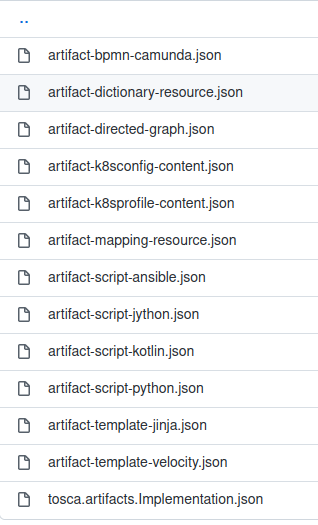 ..
artifact-bpmn-camunda.json
artifact-dictionary-resource.json
artifact-directed-graph.json
artifact-k8sconfig-content.json
artifact-k8sprofile-content.json
artifact-mapping-resource.json
artifact-script-ansible.json
artifact-script-jython.json
artifact-script-kotlin.json
artifact-script-python.json
artifact-template-jinja.json
artifact-template-velocity.json
tosca.artifacts.Implementation.json